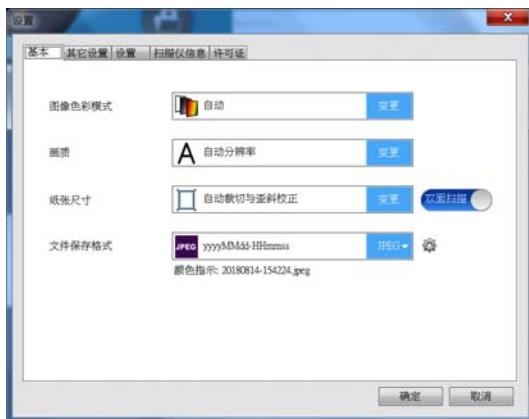 设置
基本 其它设置 设置 扫描仪信息 许可证
图像色彩模式 自动 变更
画质 A 自动分辨率 变更
纸张尺寸 自动裁切与歪斜校正 变更 双面扫描
文件保存格式 JPEG yyyyMMdd-HHmmss JPEG
颜色指示: 20180814-154224.jpeg
确定 取消